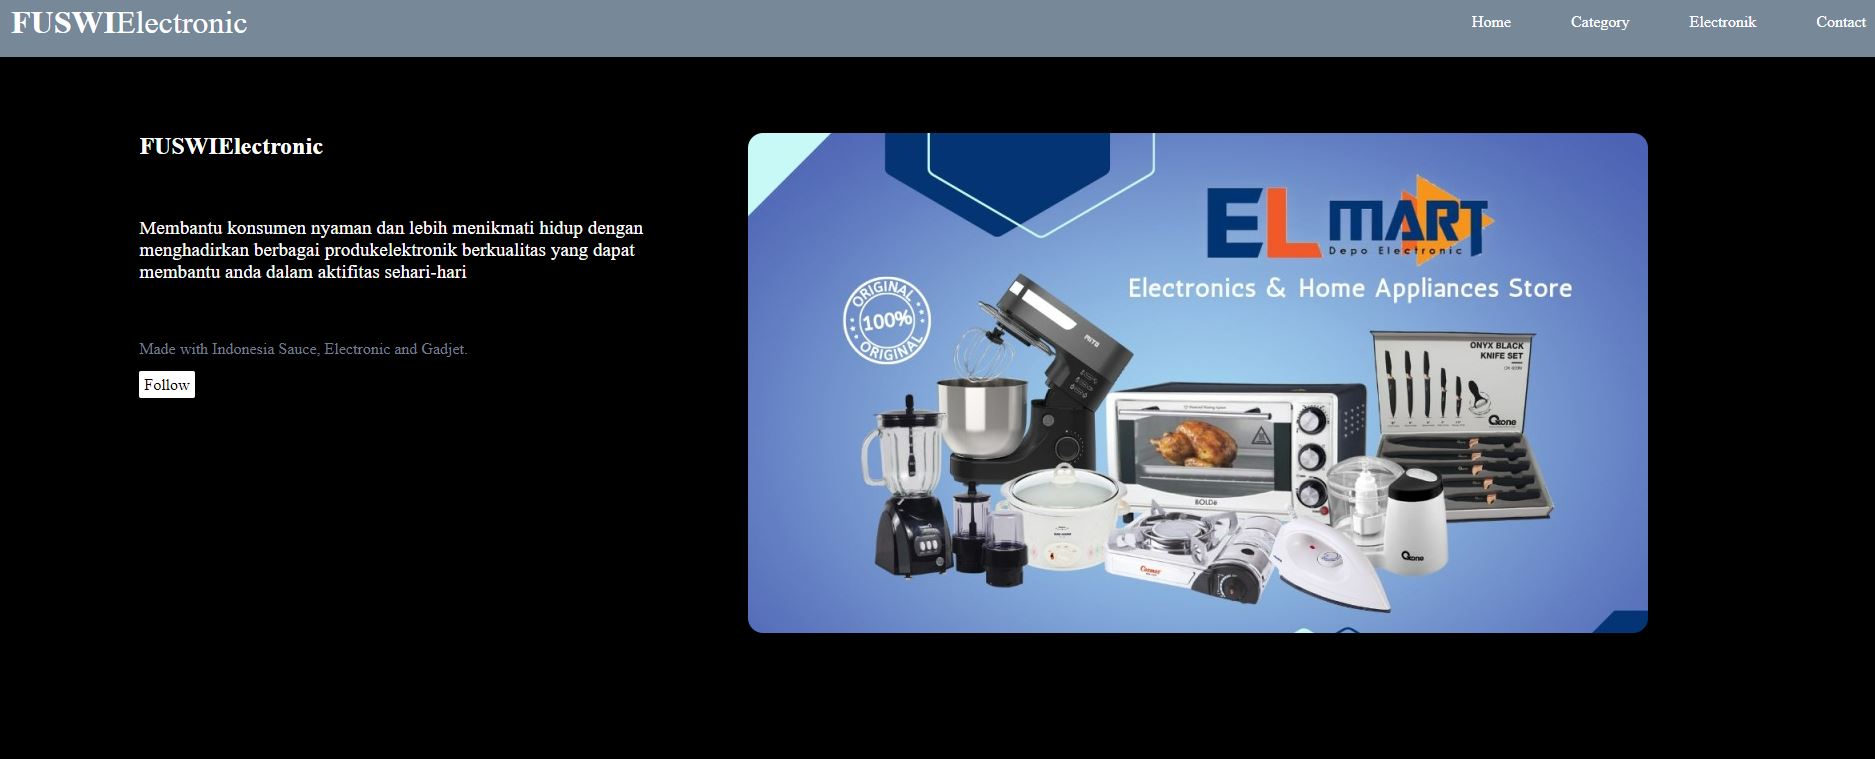 FUSWIElectronic
Home
Category
Electronik
Contact
FUSWIElectronic
Membantu konsumen nyaman dan lebih menikmati hidup dengan
menghadirkan berbagai produkelektronik berkualitas yang dapat
membantu anda dalam aktifitas sehari-hari
Made with Indonesia Sauce, Electronic and Gadjet.
Follow
EL MART
Depo Electronic
Electronics & Home Appliances Store
ORIGINAL
100%
ORIGINAL
MITO
ONYX BLACK
KNIFE SET
Oxone
BOLDe
Cosmos
Oxone